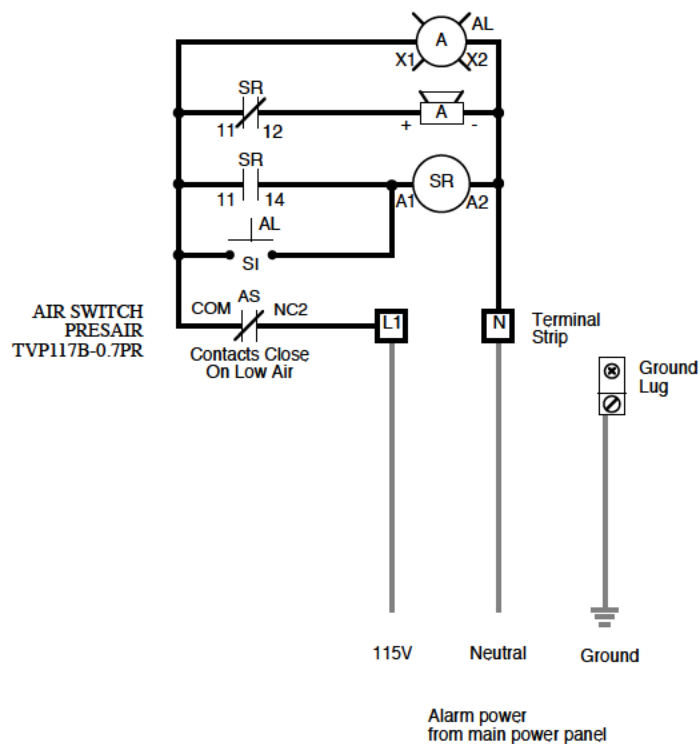 A
AL
X1
X2
SR
11
12
A
+
-
SR
11
14
SR
A1
A2
AL
SI
AIR SWITCH
PRESAIR
TVP117B-0.7PR
COM
AS
NC2
Contacts Close
On Low Air
L1
N
Terminal
Strip
Ground
Lug
115V
Neutral
Ground
Alarm power
from main power panel